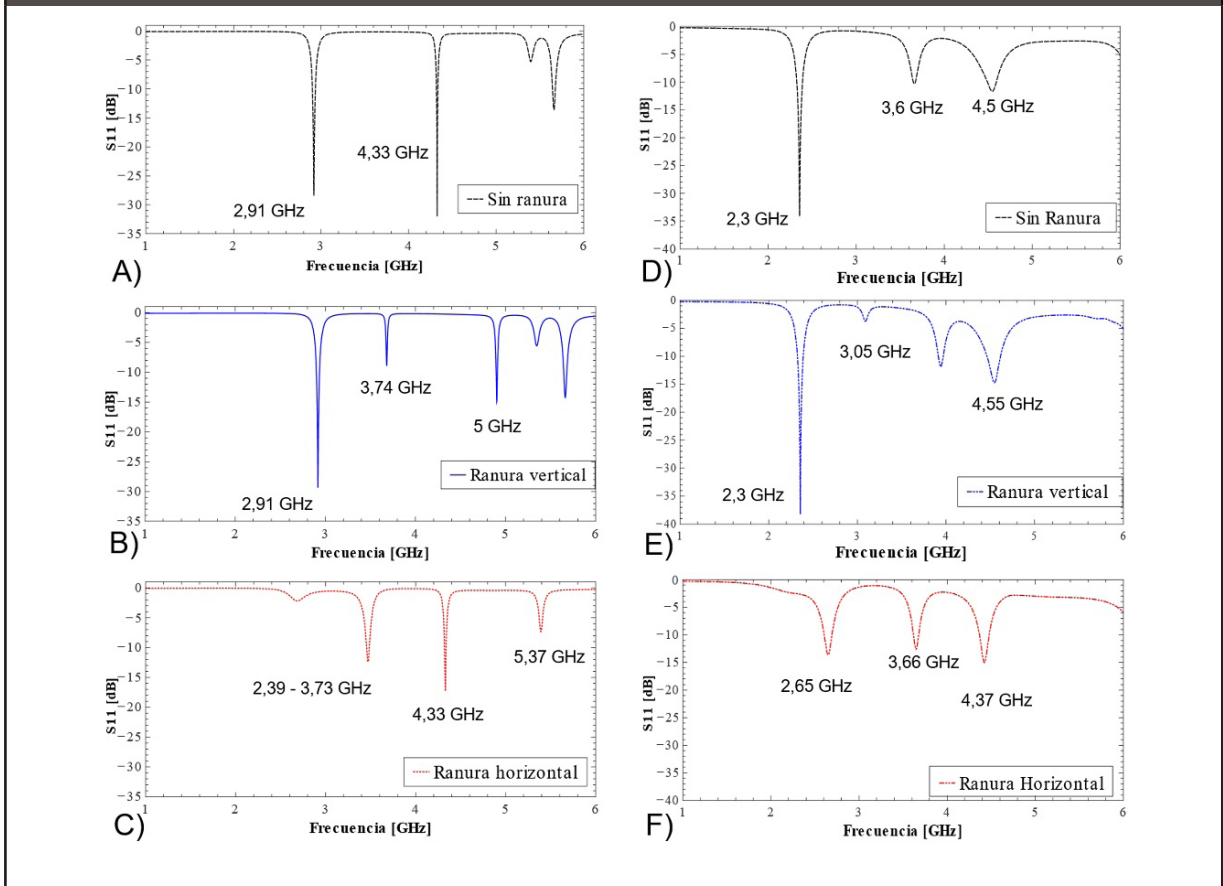 0
−5
−10
−15
−20
−25
−30
−35
S11 [dB]
2,91 GHz
4,33 GHz
Sin ranura
1 2 3 4 5 6
Frecuencia [GHz]
A)
0
−5
−10
−15
−20
−25
−30
−35
−40
S11 [dB]
2,3 GHz
3,6 GHz
4,5 GHz
Sin Ranura
1 2 3 4 5 6
Frecuencia [GHz]
D)
0
−5
−10
−15
−20
−25
−30
−35
S11 [dB]
2,91 GHz
3,74 GHz
5 GHz
Ranura vertical
1 2 3 4 5 6
Frecuencia [GHz]
B)
0
−5
−10
−15
−20
−25
−30
−35
−40
S11 [dB]
2,3 GHz
3,05 GHz
4,55 GHz
Ranura vertical
1 2 3 4 5 6
Frecuencia [GHz]
E)
0
−5
−10
−15
−20
−25
−30
−35
S11 [dB]
2,39 - 3,73 GHz
4,33 GHz
5,37 GHz
Ranura horizontal
1 2 3 4 5 6
Frecuencia [GHz]
C)
0
−5
−10
−15
−20
−25
−30
−35
−40
S11 [dB]
2,65 GHz
3,66 GHz
4,37 GHz
Ranura Horizontal
1 2 3 4 5 6
Frecuencia [GHz]
F)